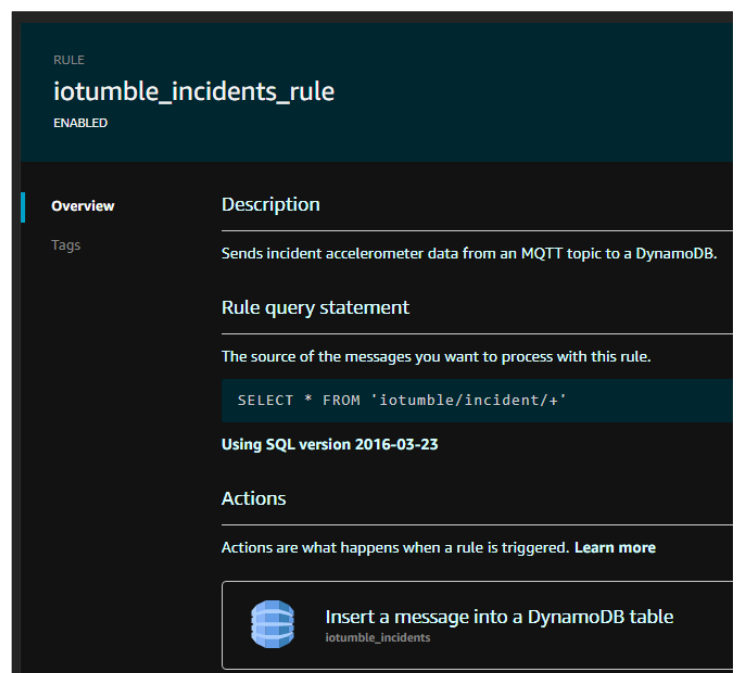 RULE
iotumble_incidents_rule
ENABLED
Overview
Tags
Description
Sends incident accelerometer data from an MQTT topic to a DynamoDB.
Rule query statement
The source of the messages you want to process with this rule.
SELECT * FROM 'iotumble/incident/+'
Using SQL version 2016-03-23
Actions
Actions are what happens when a rule is triggered. Learn more
Insert a message into a DynamoDB table
iotumble_incidents